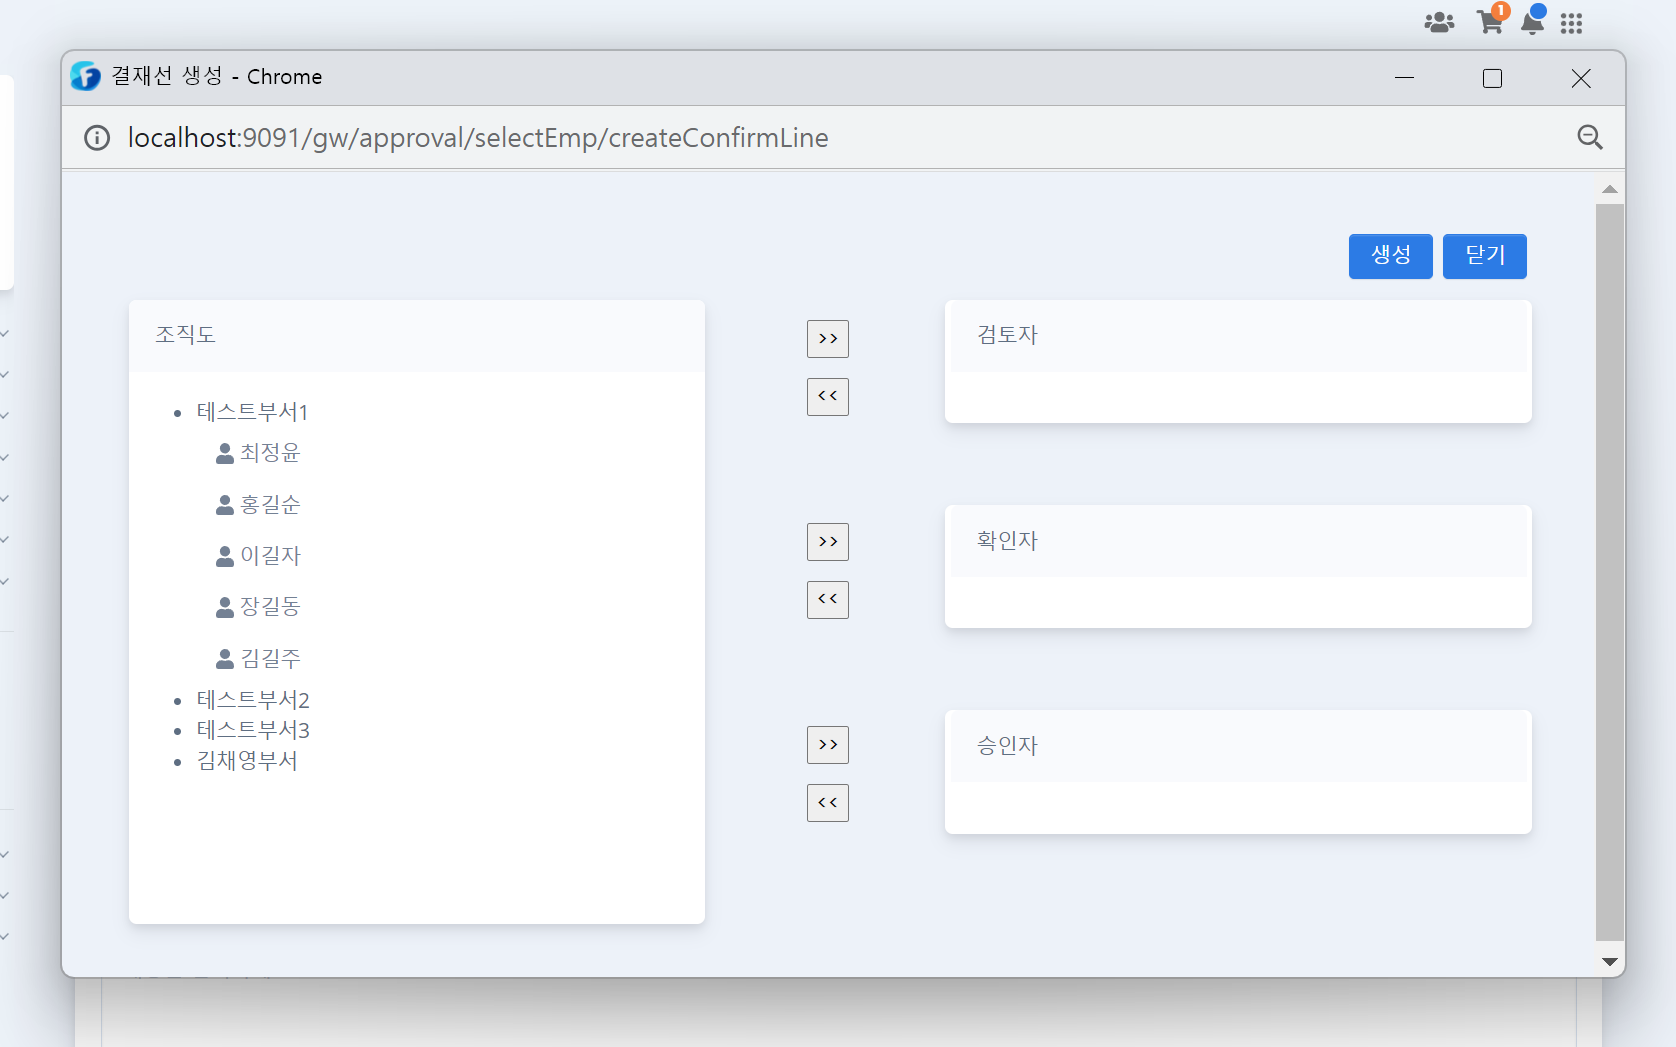 1
결재선 생성 - Chrome
localhost:9091/gw/approval/selectEmp/createConfirmLine
생성 닫기
조직도
테스트부서1
최정윤
홍길순
이길자
장길동
김길주
테스트부서2
테스트부서3
김채영부서
>>
<<
검토자
>>
<<
확인자
>>
<<
승인자